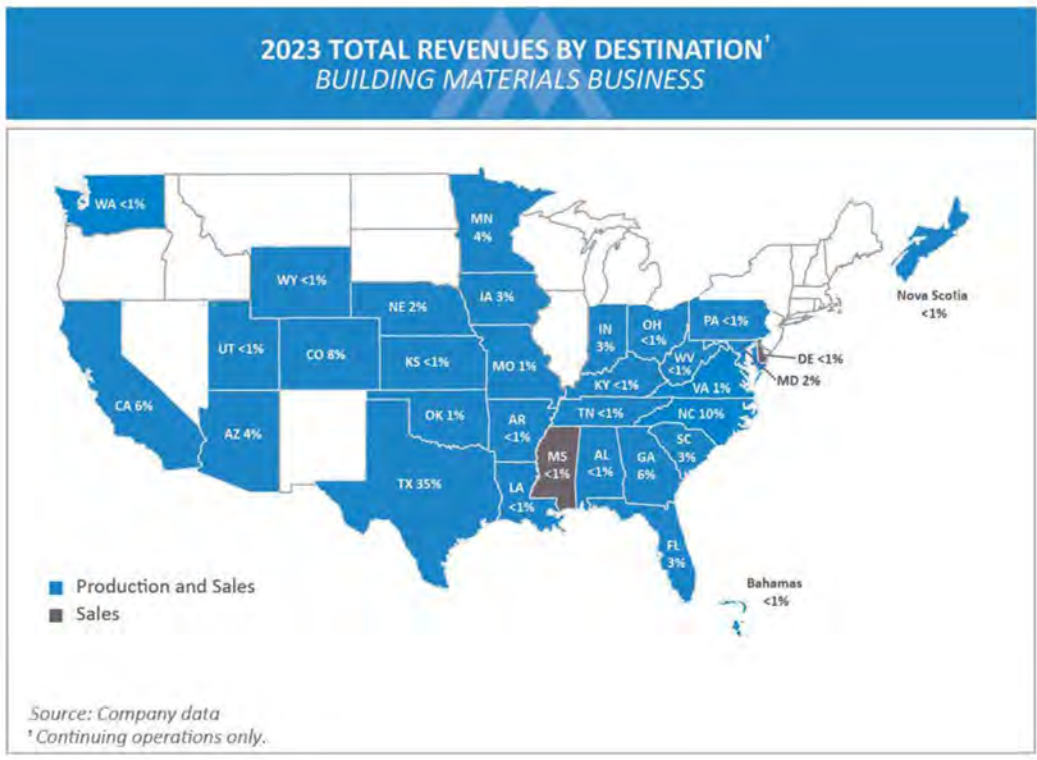 2023 TOTAL REVENUES BY DESTINATION†
BUILDING MATERIALS BUSINESS
WA <1%
MN
4%
WY <1%
NE 2%
IA 3%
Nova Scotia
<1%
UT <1%
CO 8%
KS <1%
MO 1%
IN
3%
OH
<1%
PA <1%
WV
<1%
DE <1%
MD 2%
KY <1%
VA 1%
CA 6%
AZ 4%
OK 1%
AR
<1%
TN <1%
NC 10%
SC
3%
MS
<1%
AL
<1%
GA
6%
TX 35%
LA
<1%
FL
3%
Bahamas
<1%
Production and Sales
Sales
Source: Company data
† Continuing operations only.